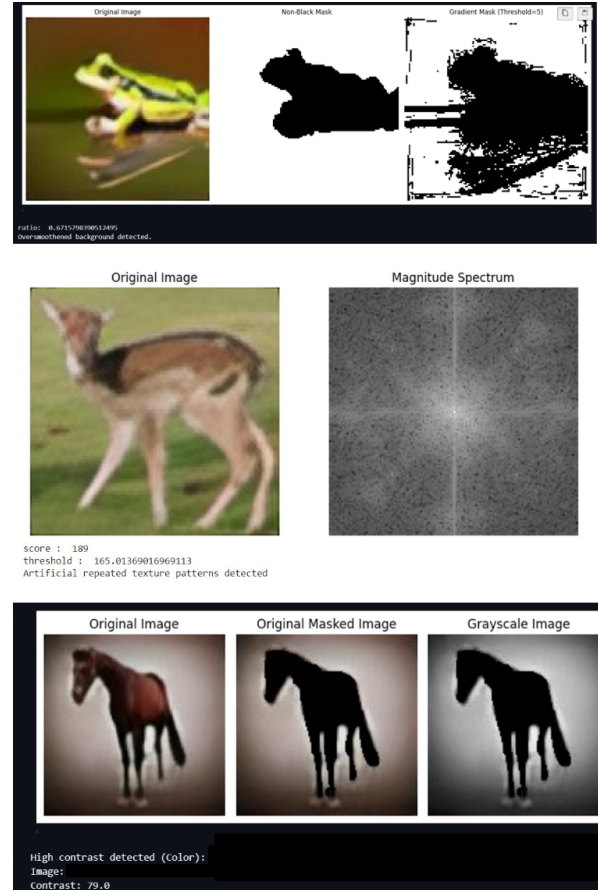 Original Image
Non-Black Mask
Gradient Mask (Threshold=5)
ratio:  0.6715798390512495
Oversmoothened background detected.
Original Image
Magnitude Spectrum
score :  189
threshold :  165.01369016969113
Artificial repeated texture patterns detected
Original Image
Original Masked Image
Grayscale Image
High contrast detected (Color):
Image:
Contrast: 79.0